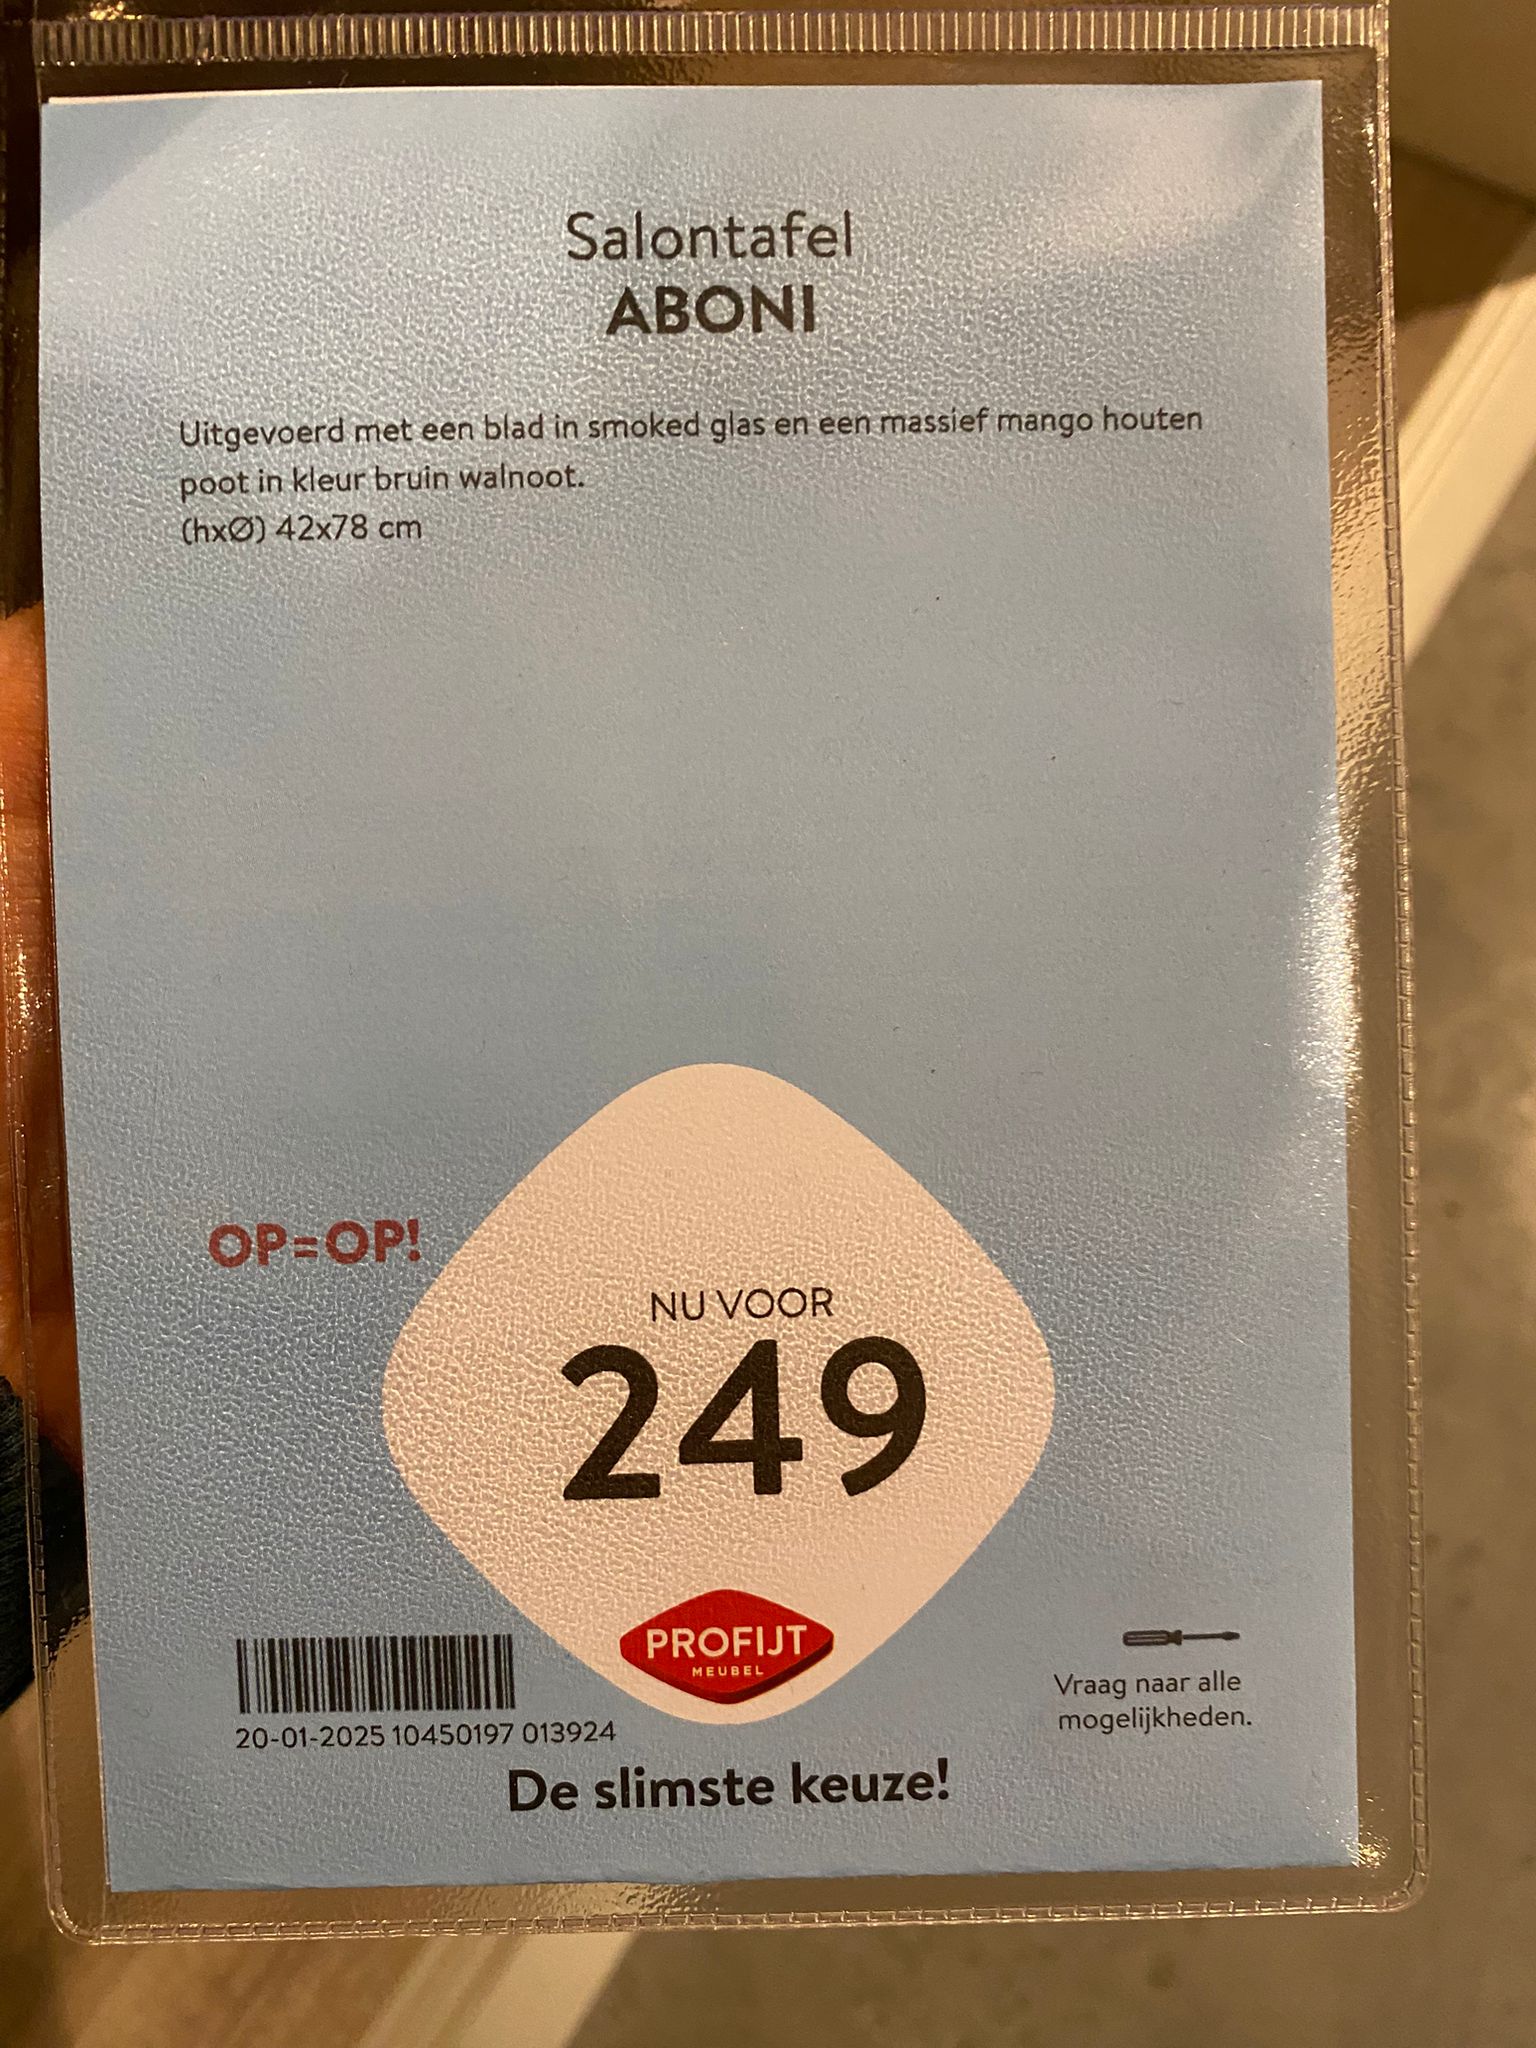 Salontafel
ABONI
Uitgevoerd met een blad in smoked glas en een massief mango houten
poot in kleur bruin walnoot.
(hxØ) 42x78 cm
OP=OP!
NU VOOR
249
PROFIJT
MEUBEL
20-01-2025 10450197 013924
Vraag naar alle
mogelijkheden.
De slimste keuze!